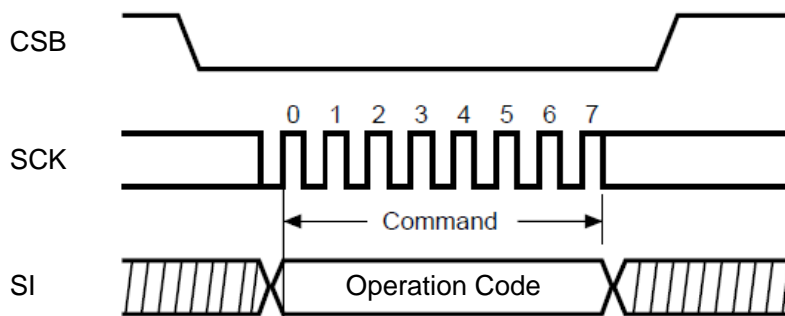 CSB
0 1 2 3 4 5 6 7
SCK
Command
SI
Operation Code